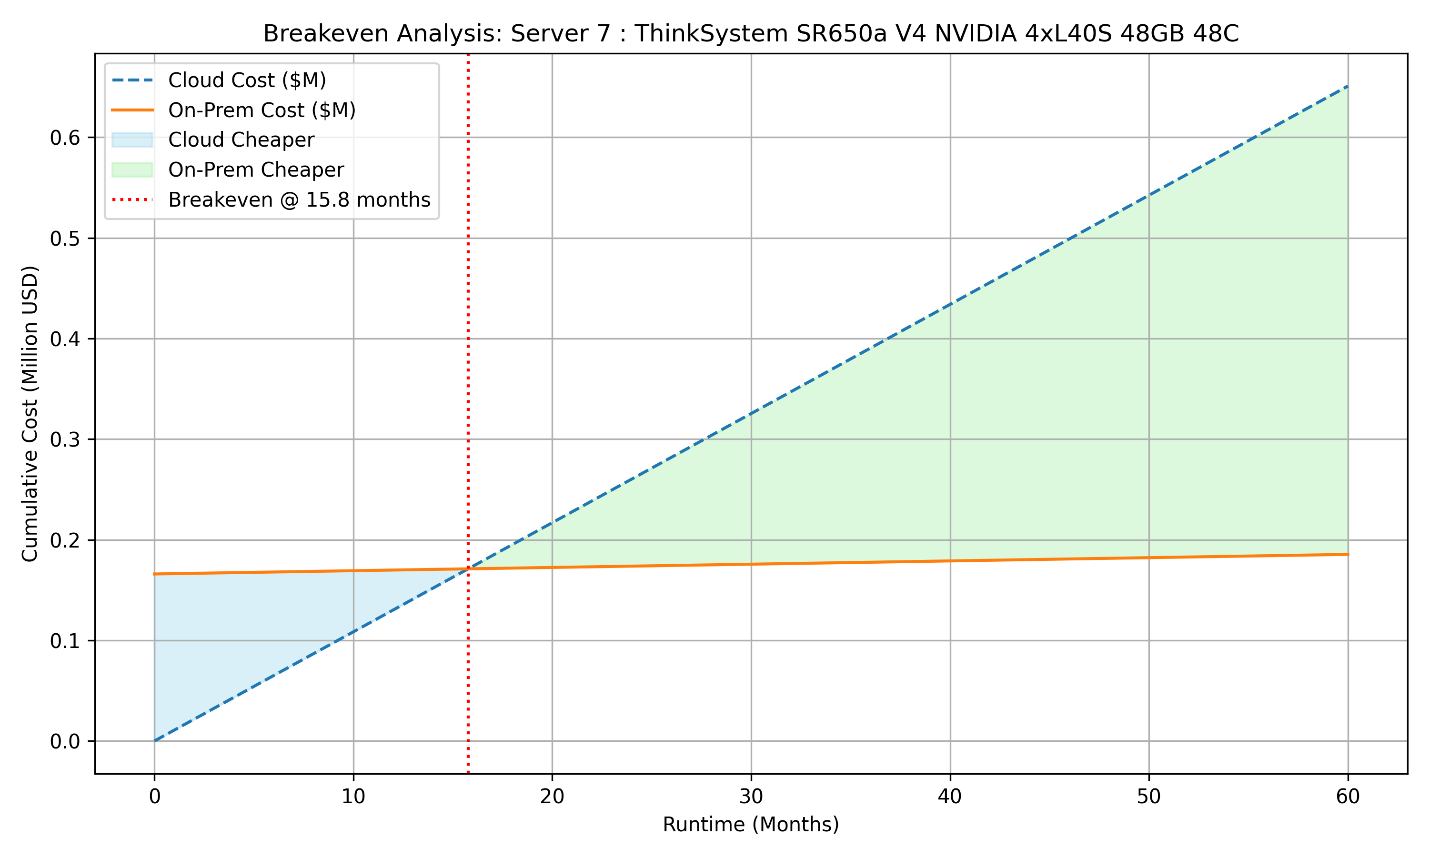 Breakeven Analysis: Server 7 : ThinkSystem SR650a V4 NVIDIA 4xL40S 48GB 48C
Cloud Cost ($M)
On-Prem Cost ($M)
Cloud Cheaper
On-Prem Cheaper
Breakeven @ 15.8 months
Cumulative Cost (Million USD)
0.6
0.5
0.4
0.3
0.2
0.1
0.0
0 10 20 30 40 50 60
Runtime (Months)